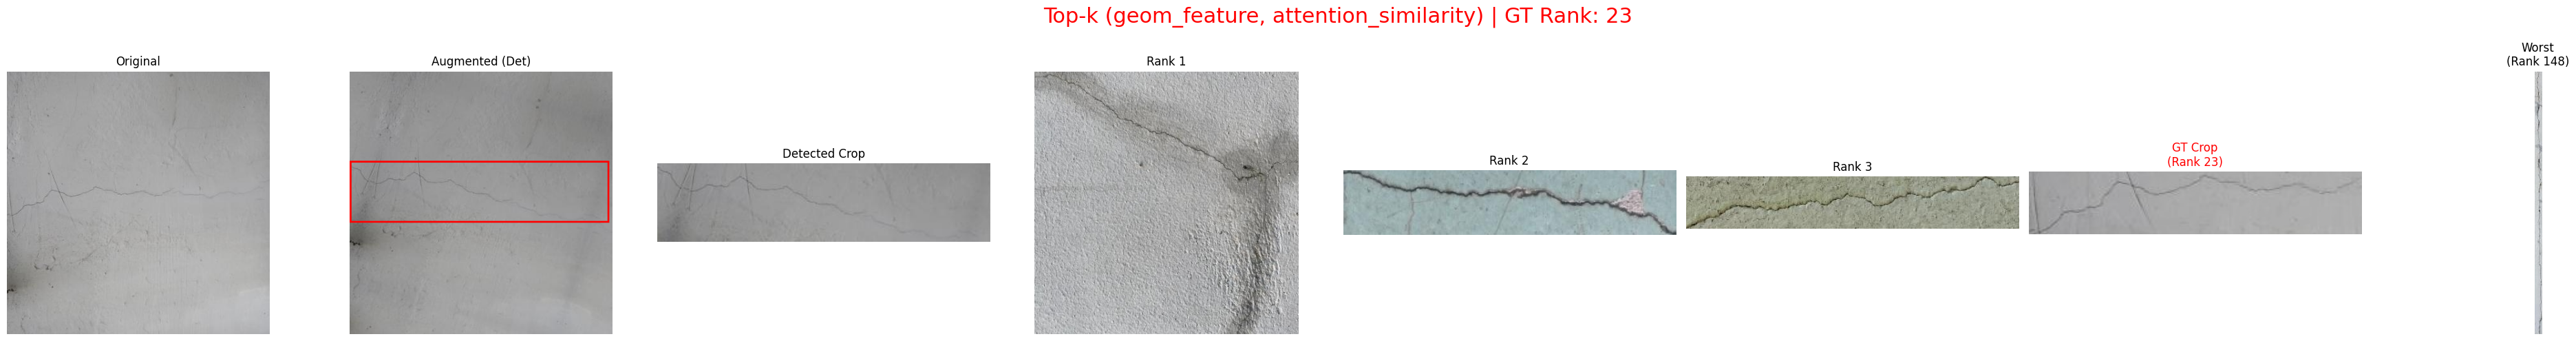 Top-k (geom_feature, attention_similarity) | GT Rank: 23
Original
Augmented (Det)
Detected Crop
Rank 1
Rank 2
Rank 3
GT Crop
(Rank 23)
Worst
(Rank 148)